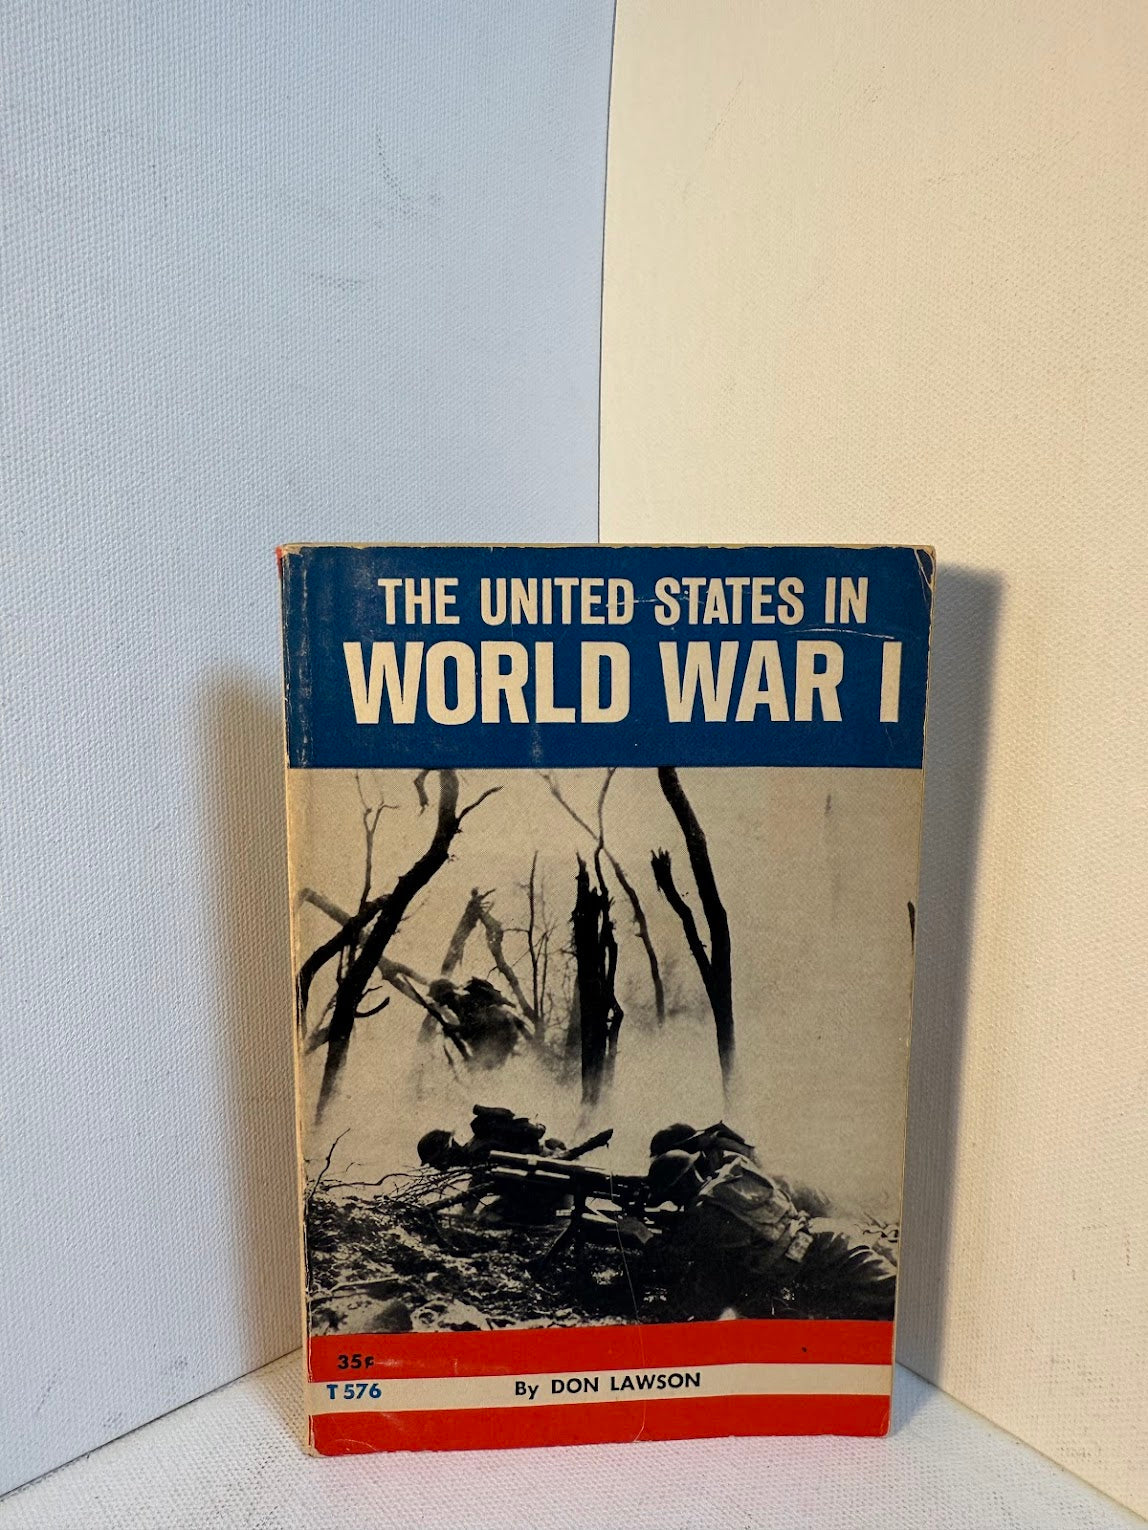 THE UNITED STATES IN
WORLD WAR I
35¢
T 576
By DON LAWSON